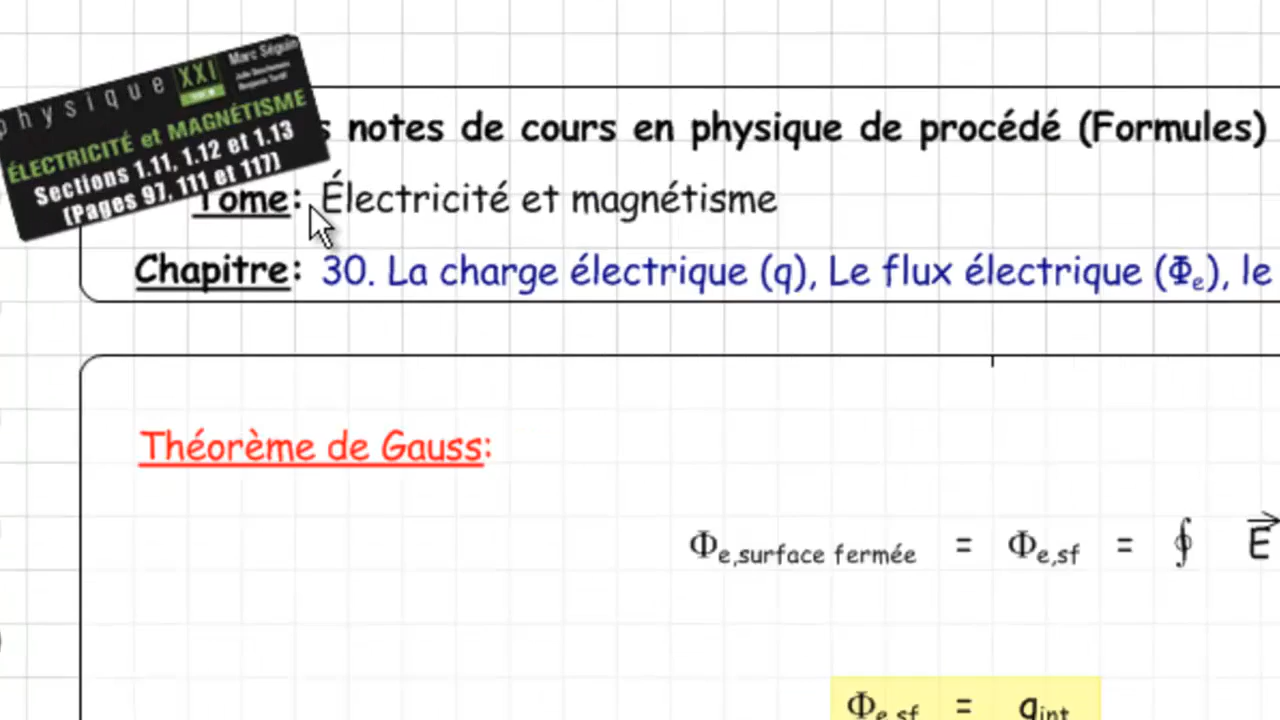 physique XXI Marc Séguin
ÉLECTRICITÉ et MAGNÉTISME
Sections 1.11, 1.12 et 1.13
(Pages 97, 111 et 117)
notes de cours en physique de procédé (Formules)
Tome: Électricité et magnétisme
Chapitre: 30. La charge électrique (q), Le flux électrique (Φe), le
Théorème de Gauss:
Φe,surface fermée = Φe,sf = ∮ E
Φe,sf = qint